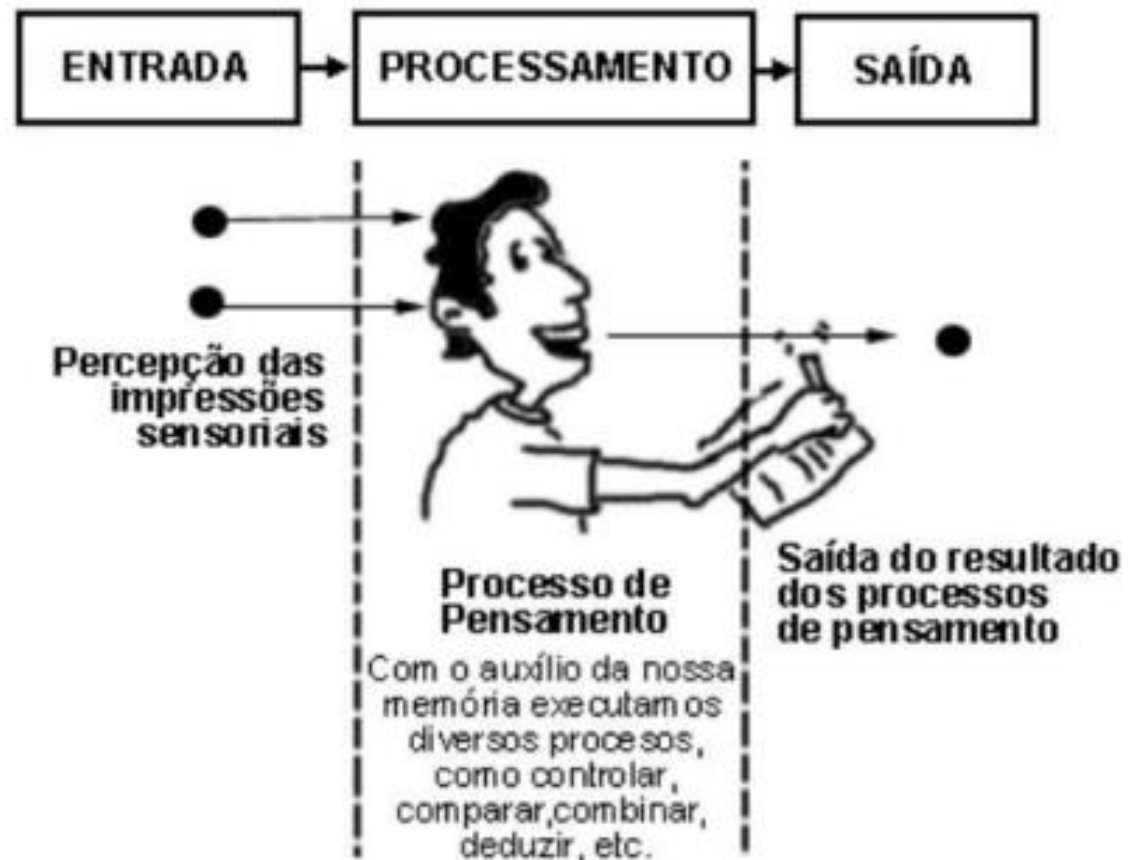 ENTRADA
PROCESSAMENTO
SAÍDA
Percepção das
impressões
sensoriais
Processo de
Pensamento
Com o auxílio da nossa
memória executamos
diversos procesos,
como controlar,
comparar,combinar,
deduzir, etc.
Saída do resultado
dos processos
de pensamento